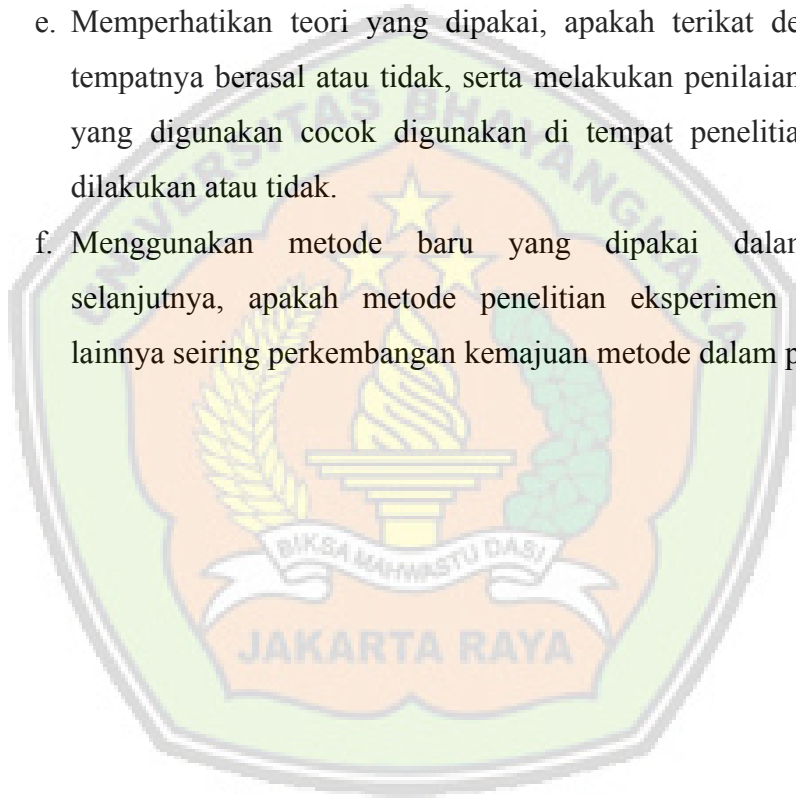 e. Memperhatikan teori yang dipakai, apakah terikat de
tempatnya berasal atau tidak, serta melakukan penilaian
yang digunakan cocok digunakan di tempat penelitia
dilakukan atau tidak.
f. Menggunakan metode baru yang dipakai dalam
selanjutnya, apakah metode penelitian eksperimen
lainnya seiring perkembangan kemajuan metode dalam p
UNIVERSITAS BHAYANGKARA
BIKSA MAHWASTU DASI
JAKARTA RAYA